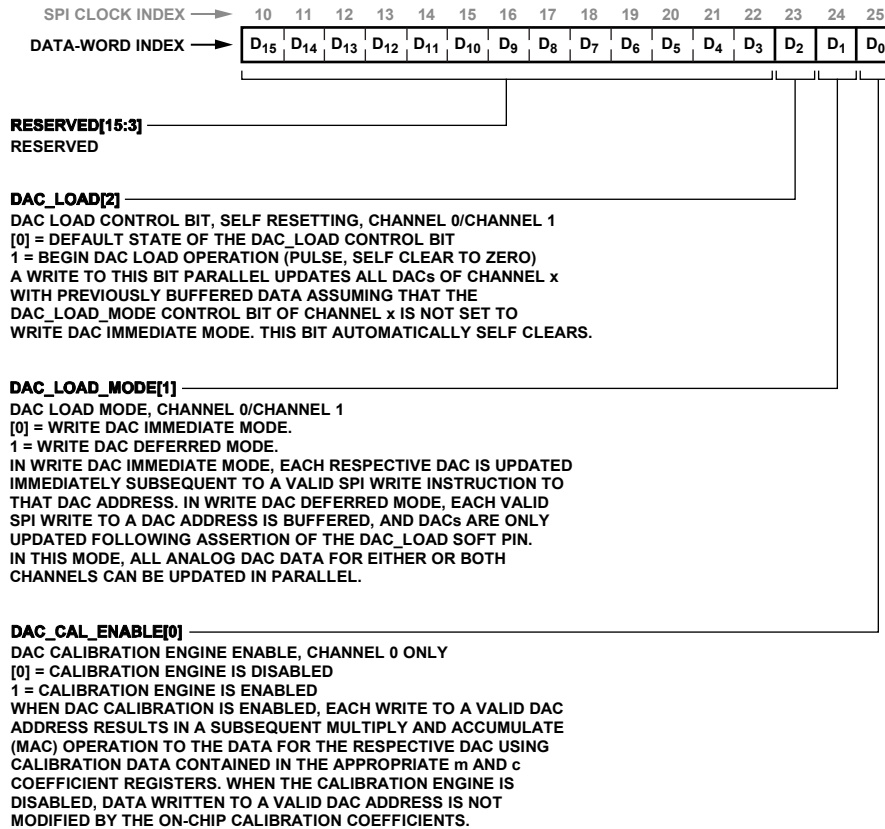 SPI CLOCK INDEX 10 11 12 13 14 15 16 17 18 19 20 21 22 23 24 25
DATA-WORD INDEX D15 D14 D13 D12 D11 D10 D9 D8 D7 D6 D5 D4 D3 D2 D1 D0
RESERVED[15:3]
RESERVED
DAC_LOAD[2]
DAC LOAD CONTROL BIT, SELF RESETTING, CHANNEL 0/CHANNEL 1
[0] = DEFAULT STATE OF THE DAC_LOAD CONTROL BIT
1 = BEGIN DAC LOAD OPERATION (PULSE, SELF CLEAR TO ZERO)
A WRITE TO THIS BIT PARALLEL UPDATES ALL DACs OF CHANNEL x
WITH PREVIOUSLY BUFFERED DATA ASSUMING THAT THE
DAC_LOAD_MODE CONTROL BIT OF CHANNEL x IS NOT SET TO
WRITE DAC IMMEDIATE MODE. THIS BIT AUTOMATICALLY SELF CLEARS.
DAC_LOAD_MODE[1]
DAC LOAD MODE, CHANNEL 0/CHANNEL 1
[0] = WRITE DAC IMMEDIATE MODE.
1 = WRITE DAC DEFERRED MODE.
IN WRITE DAC IMMEDIATE MODE, EACH RESPECTIVE DAC IS UPDATED
IMMEDIATELY SUBSEQUENT TO A VALID SPI WRITE INSTRUCTION TO
THAT DAC ADDRESS. IN WRITE DAC DEFERRED MODE, EACH VALID
SPI WRITE TO A DAC ADDRESS IS BUFFERED, AND DACs ARE ONLY
UPDATED FOLLOWING ASSERTION OF THE DAC_LOAD SOFT PIN.
IN THIS MODE, ALL ANALOG DAC DATA FOR EITHER OR BOTH
CHANNELS CAN BE UPDATED IN PARALLEL.
DAC_CAL_ENABLE[0]
DAC CALIBRATION ENGINE ENABLE, CHANNEL 0 ONLY
[0] = CALIBRATION ENGINE IS DISABLED
1 = CALIBRATION ENGINE IS ENABLED
WHEN DAC CALIBRATION IS ENABLED, EACH WRITE TO A VALID DAC
ADDRESS RESULTS IN A SUBSEQUENT MULTIPLY AND ACCUMULATE
(MAC) OPERATION TO THE DATA FOR THE RESPECTIVE DAC USING
CALIBRATION DATA CONTAINED IN THE APPROPRIATE m AND c
COEFFICIENT REGISTERS. WHEN THE CALIBRATION ENGINE IS
DISABLED, DATA WRITTEN TO A VALID DAC ADDRESS IS NOT
MODIFIED BY THE ON-CHIP CALIBRATION COEFFICIENTS.